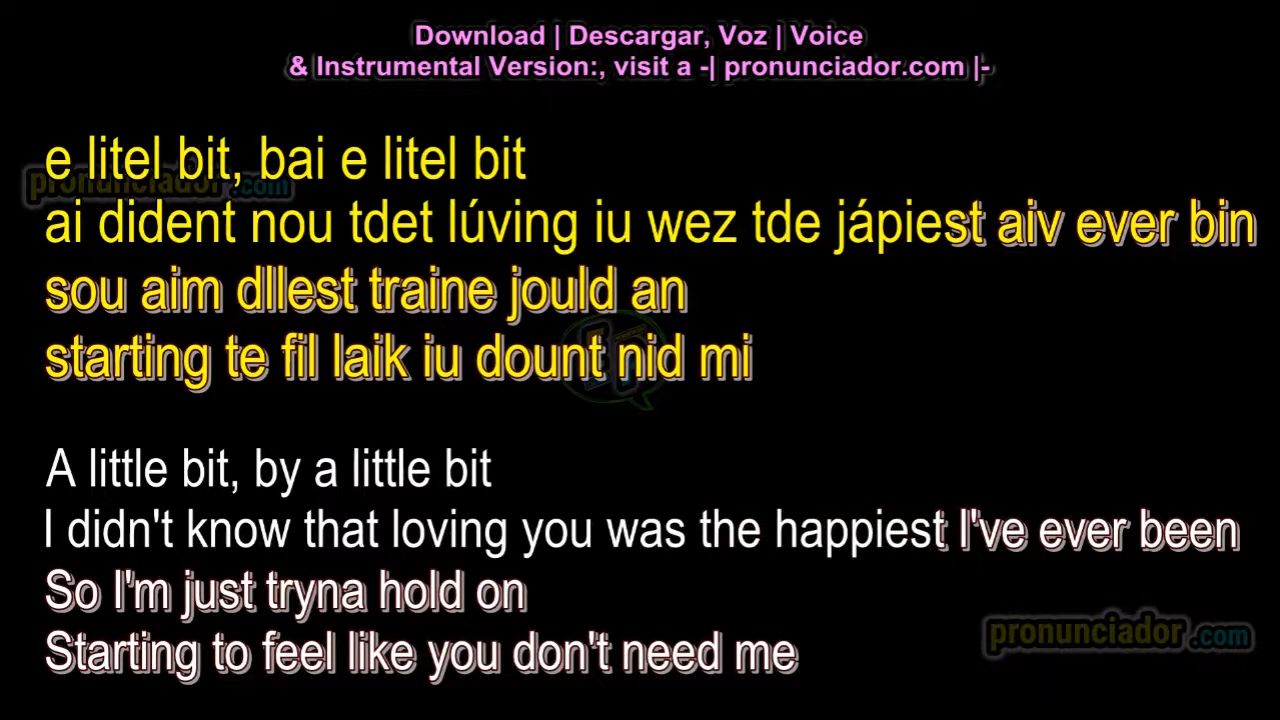 Download | Descargar, Voz | Voice
& Instrumental Version:, visit a -| pronunciador.com |-
e litel bit, bai e litel bit
pronunciador.com
ai dident nou tdet lúving iu wez tde jápiest aiv ever bin
sou aim dllest traine jould an
starting te fil laik iu dount nid mi
A little bit, by a little bit
I didn't know that loving you was the happiest I've ever been
So I'm just tryna hold on
Starting to feel like you don't need me
pronunciador.com